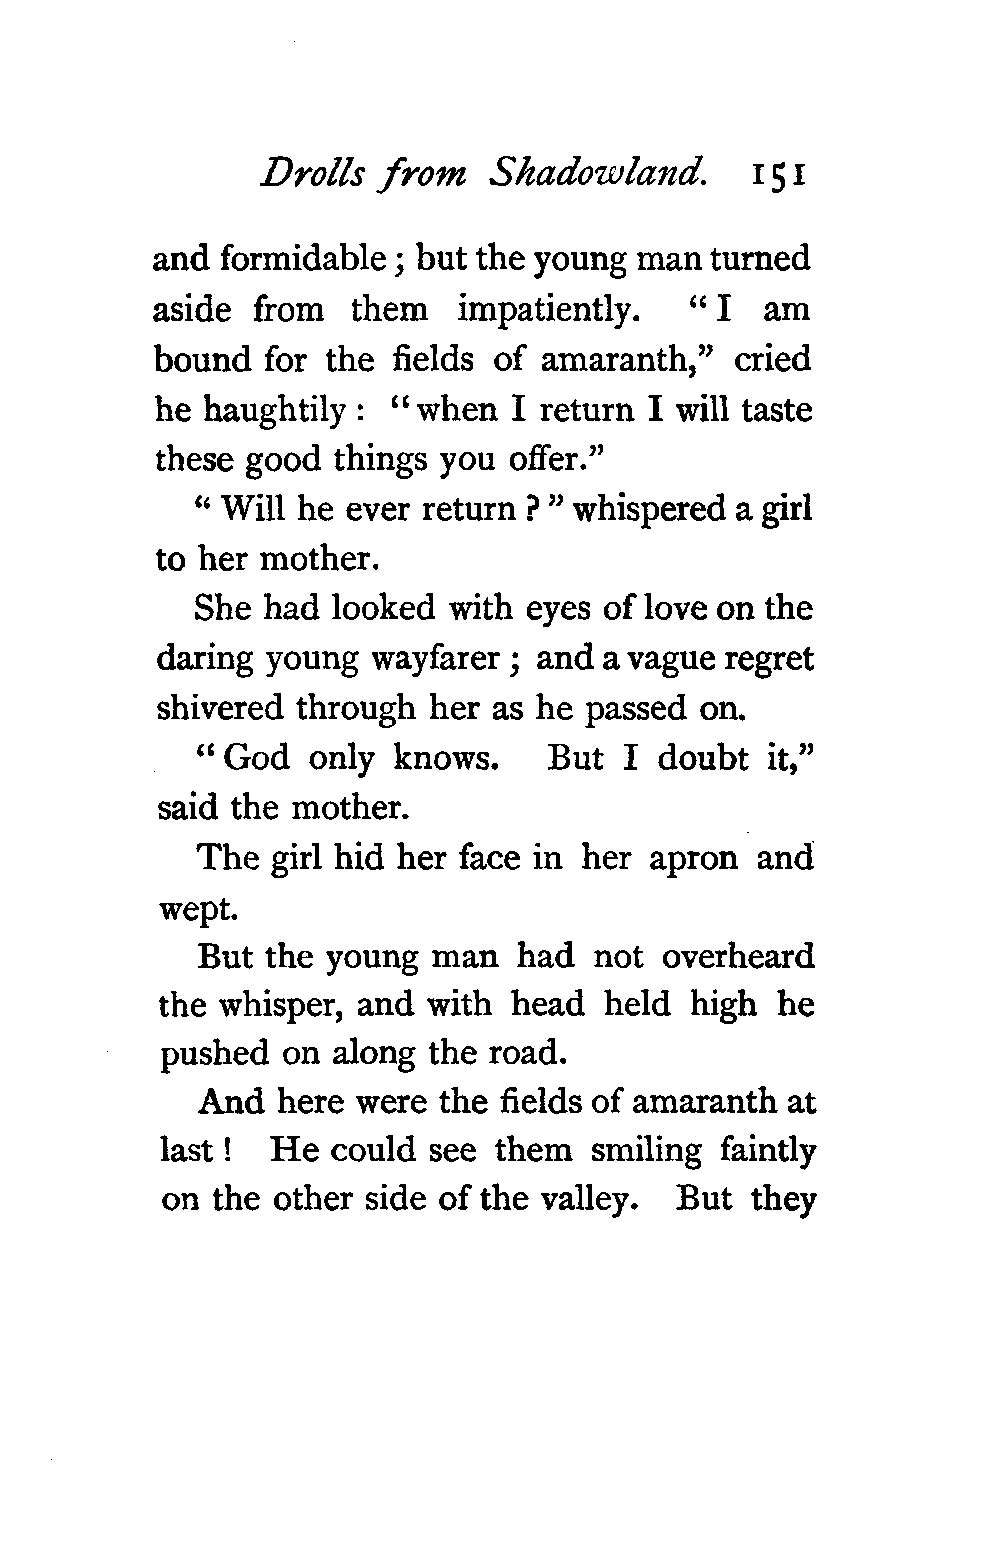 Drolls from Shadowland. 151
and formidable ; but the young man turned
aside from them impatiently. “ I am
bound for the fields of amaranth,” cried
he haughtily : “ when I return I will taste
these good things you offer.”
“ Will he ever return ? ” whispered a girl
to her mother.
She had looked with eyes of love on the
daring young wayfarer ; and a vague regret
shivered through her as he passed on.
“ God only knows. But I doubt it,”
said the mother.
The girl hid her face in her apron and
wept.
But the young man had not overheard
the whisper, and with head held high he
pushed on along the road.
And here were the fields of amaranth at
last ! He could see them smiling faintly
on the other side of the valley. But they